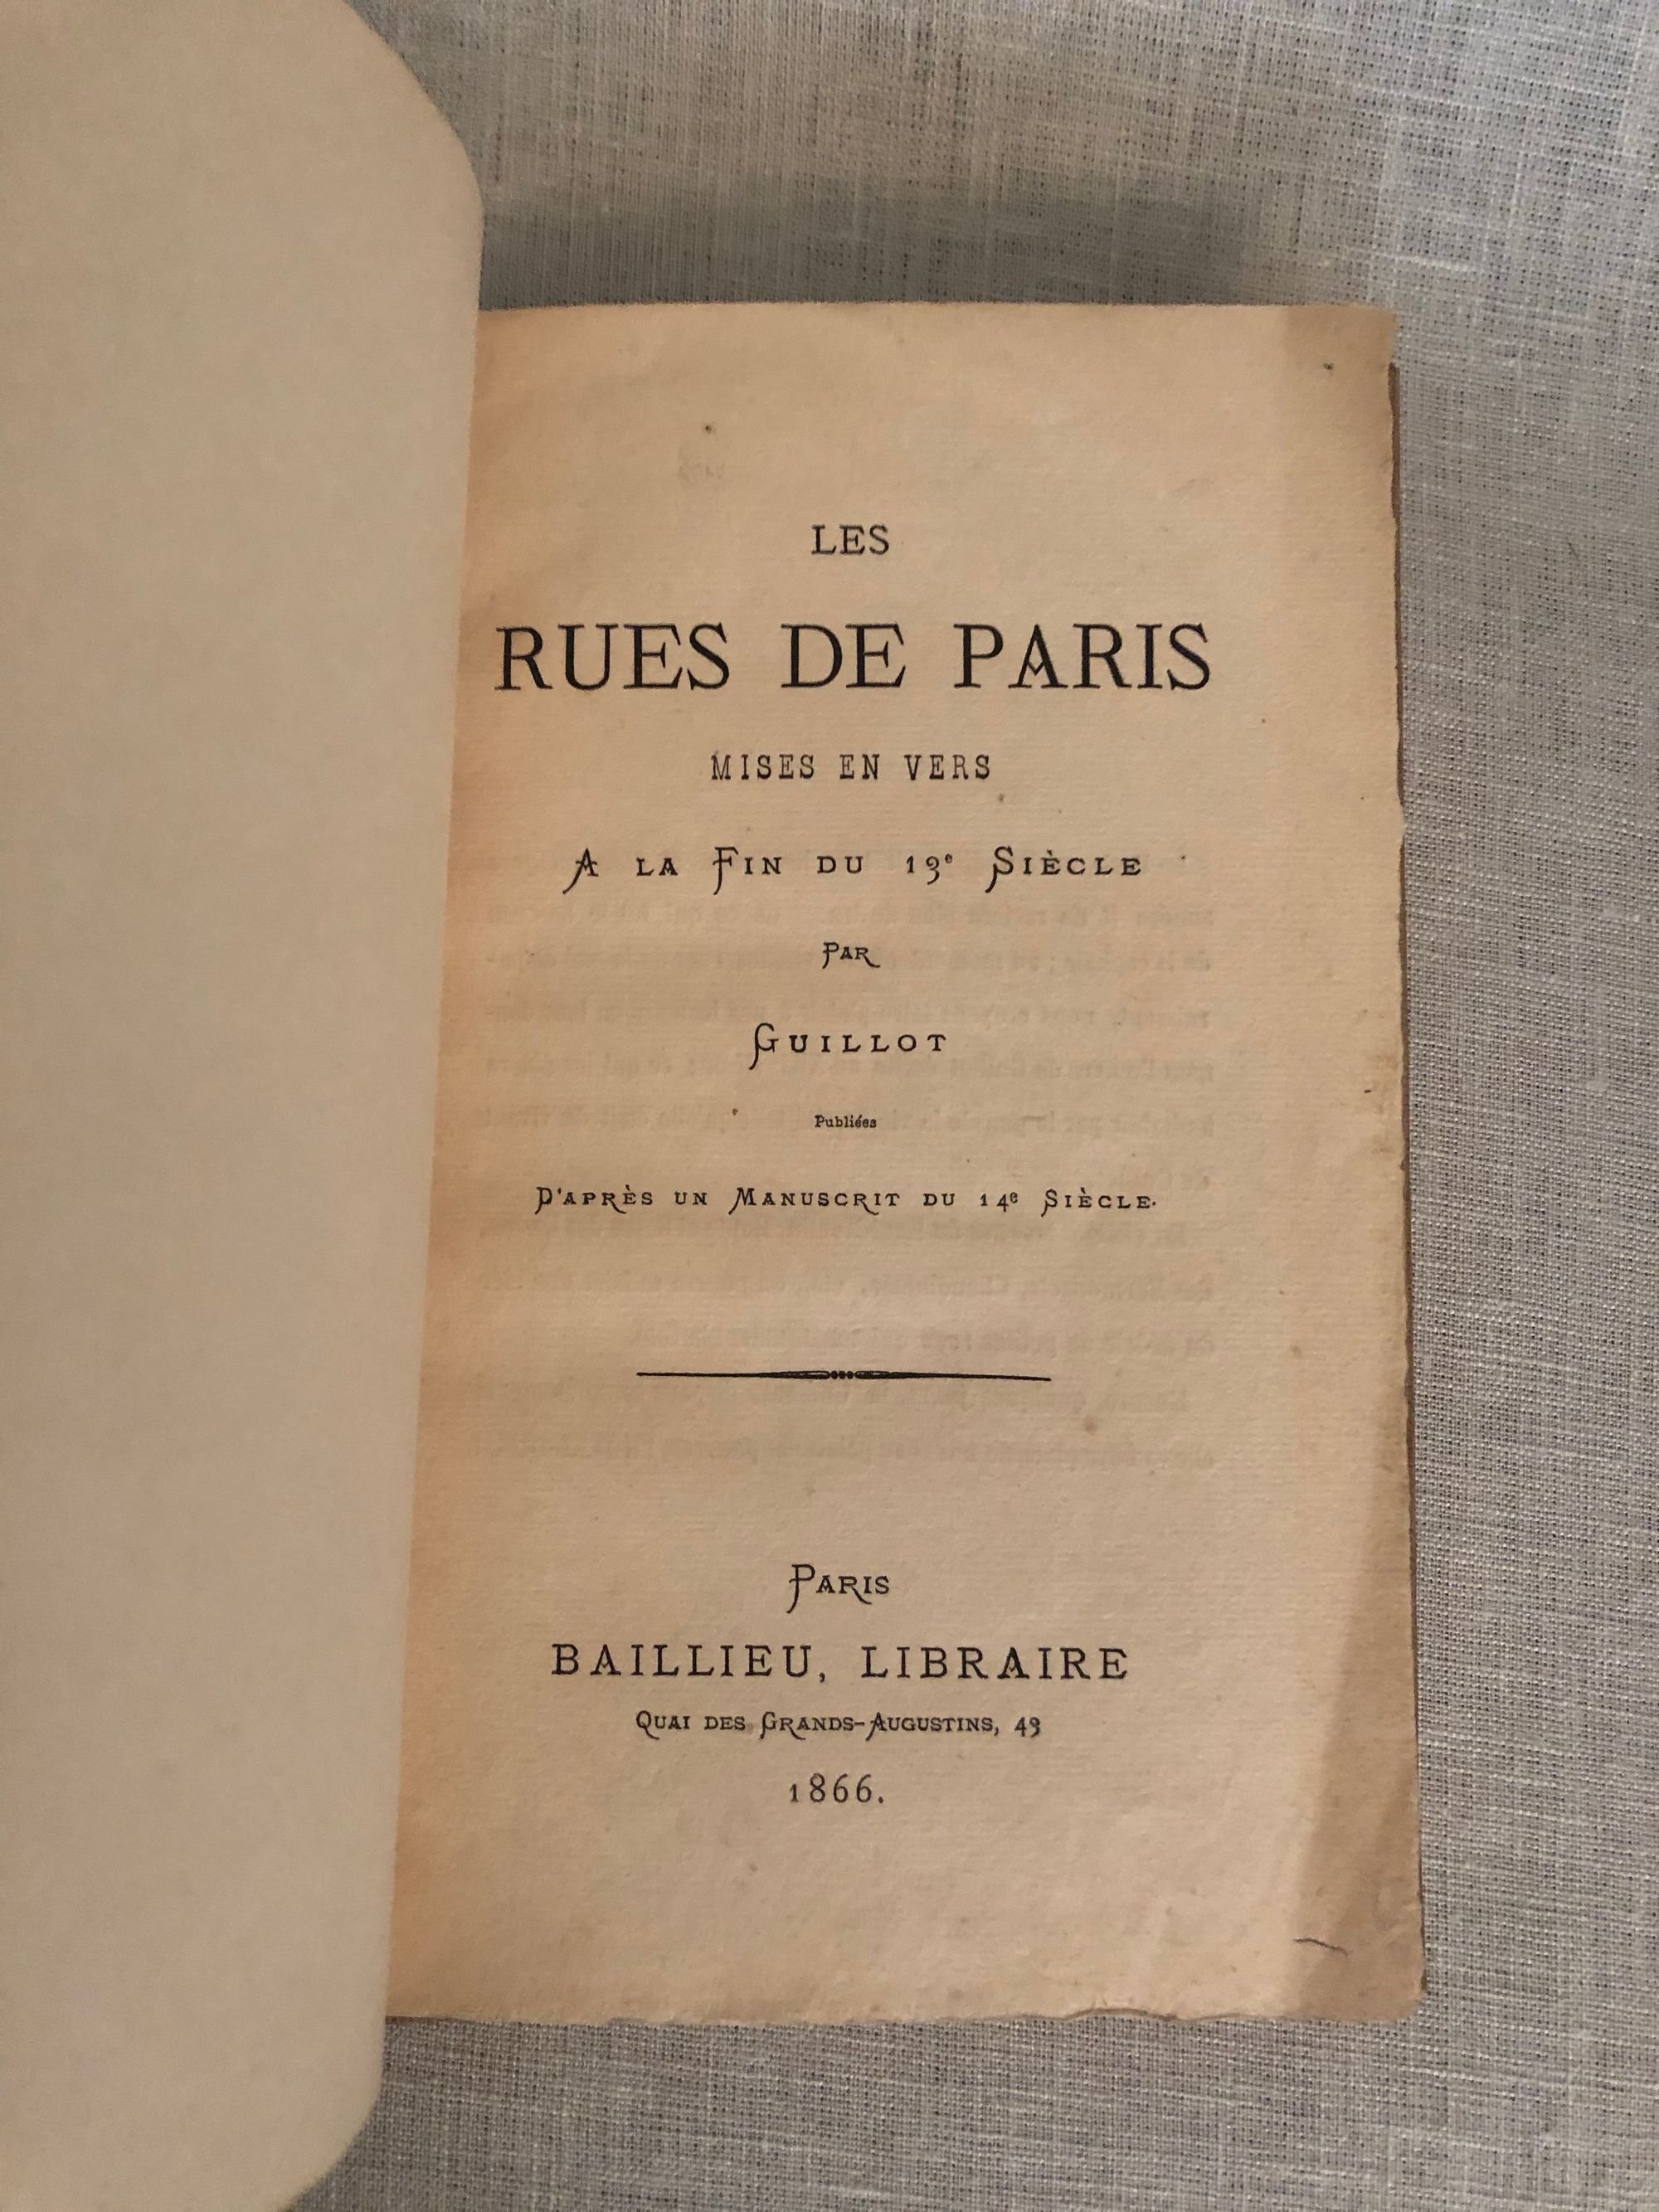 LES
RUES DE PARIS
MISES EN VERS
A LA FIN DU 13e SIÈCLE
PAR
GUILLOT
Publiées
D'APRÈS UN MANUSCRIT DU 14e SIÈCLE.
PARIS
BAILLIEU, LIBRAIRE
QUAI DES GRANDS-AUGUSTINS, 43
1866.